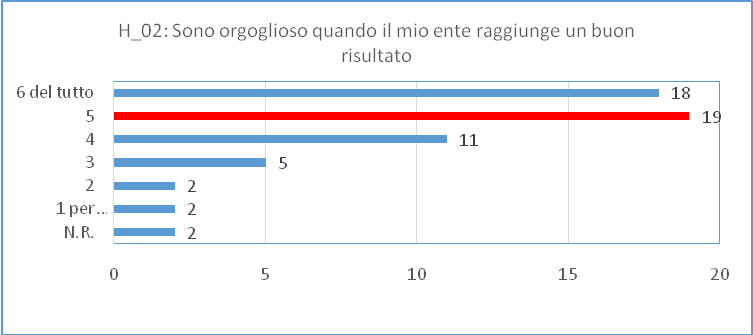 H_02: Sono orgoglioso quando il mio ente raggiunge un buon
risultato
6 del tutto 18
5 19
4 11
3 5
2 2
1 per... 2
N.R. 2
0 5 10 15 20